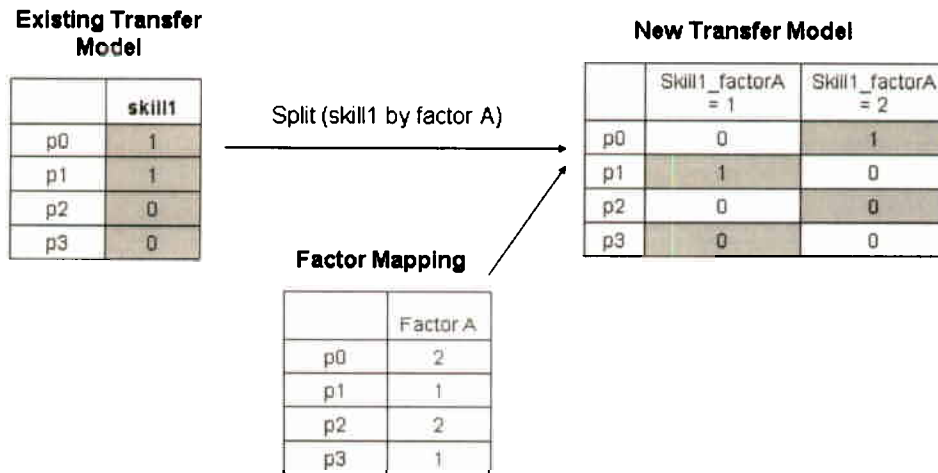 Existing Transfer
Model
skill1
p0 1
p1 1
p2 0
p3 0
Split (skill1 by factor A)
New Transfer Model
Skill1_factorA
= 1
Skill1_factorA
= 2
p0 0 1
p1 1 0
p2 0 0
p3 0 0
Factor Mapping
Factor A
p0 2
p1 1
p2 2
p3 1